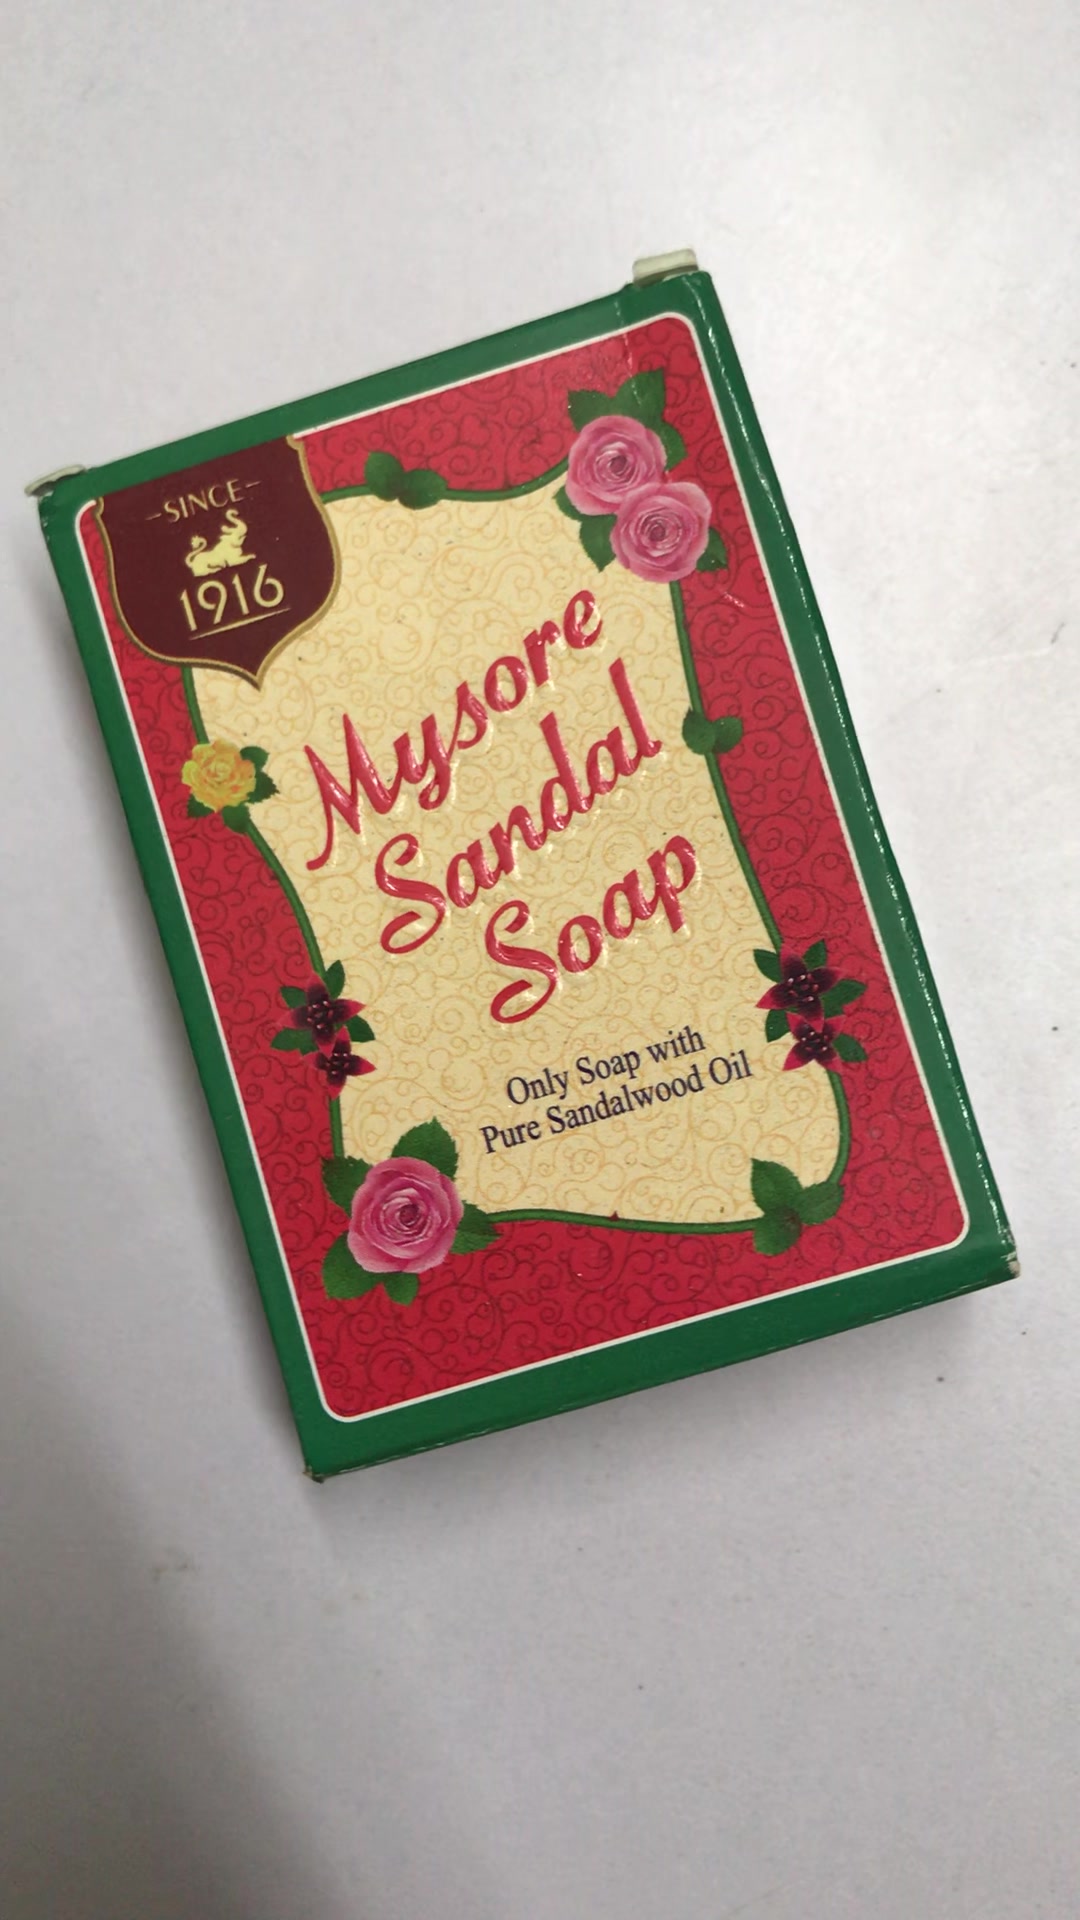 -SINCE-
1916
Mysore
Sandal
Soap
Only Soap with
Pure Sandalwood Oil